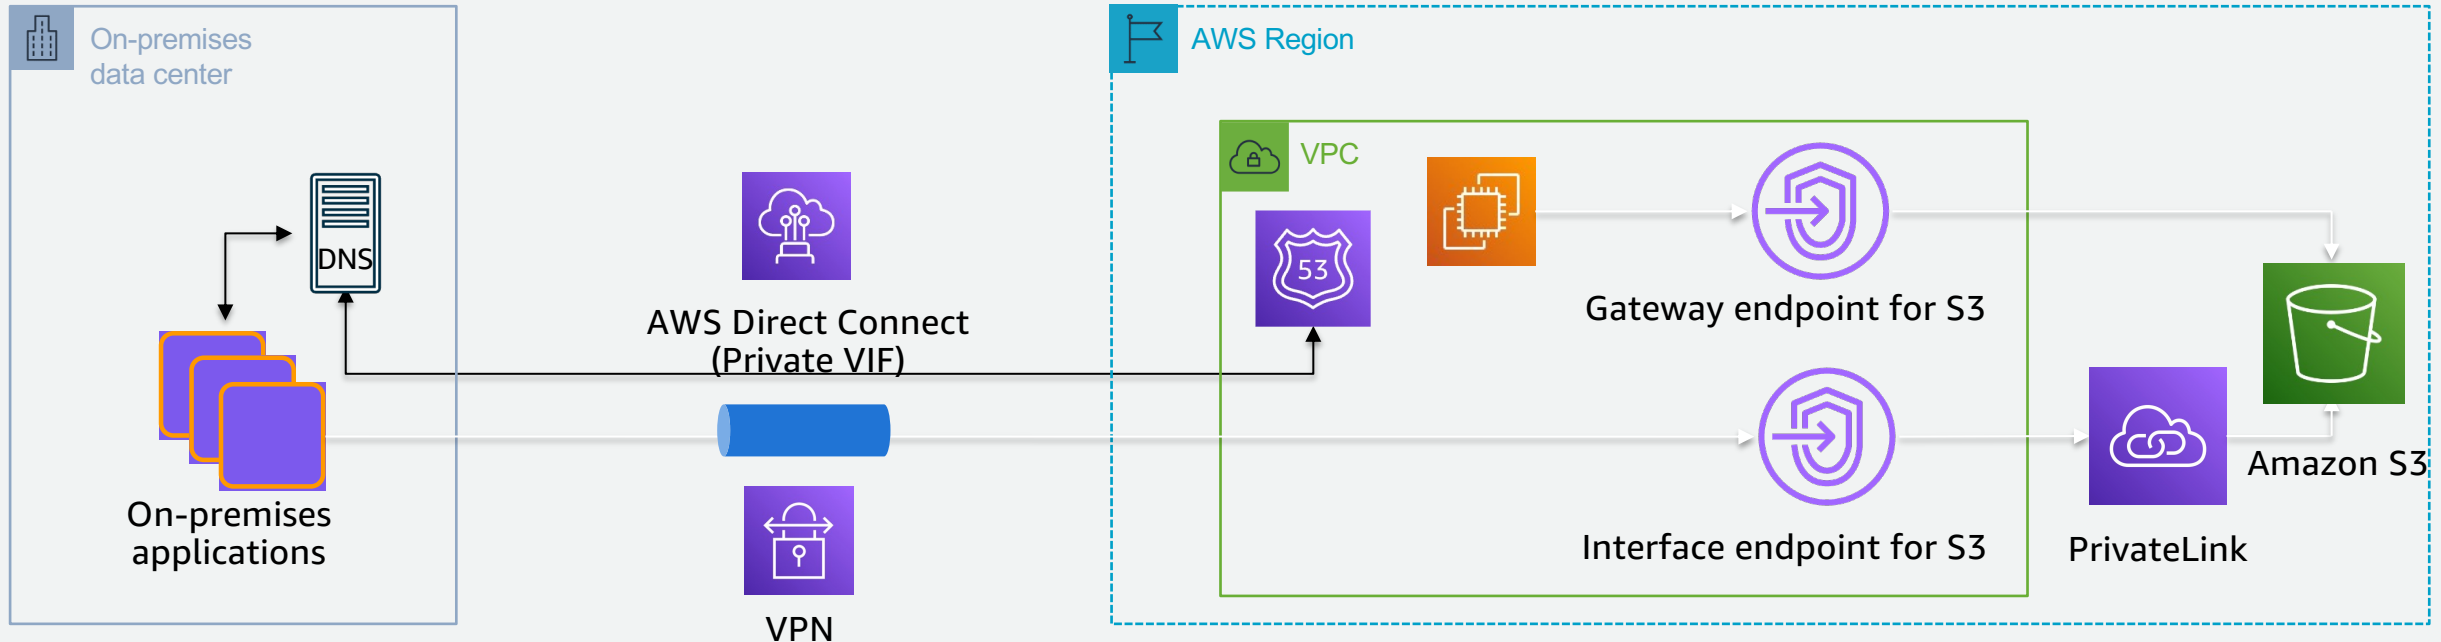 On-premises
data center
DNS
On-premises
applications
AWS Direct Connect
(Private VIF)
VPN
AWS Region
VPC
53
Gateway endpoint for S3
Interface endpoint for S3
PrivateLink
Amazon S3